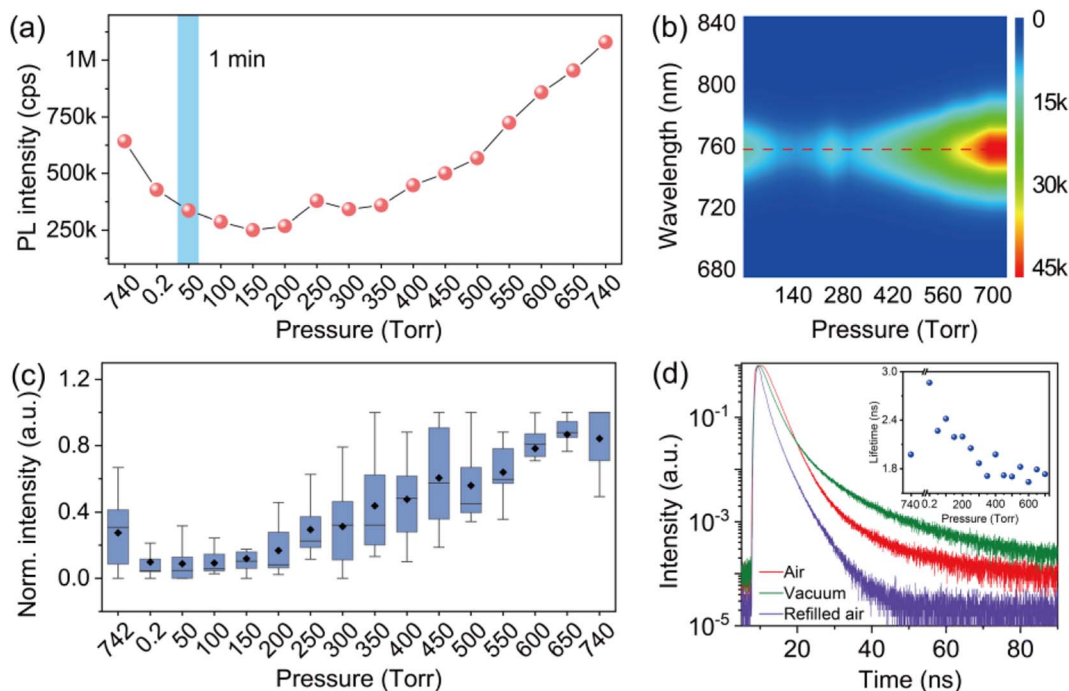 (a)
1 min
PL intensity (cps)
1M
750k
500k
250k
740 0.2 50 100 150 200 250 300 350 400 450 500 550 600 650 740
Pressure (Torr)
(b)
Wavelength (nm)
840
800
760
720
680
140 280 420 560 700
Pressure (Torr)
0
15k
30k
45k
(c)
Norm. intensity (a.u.)
1.2
0.8
0.4
0.0
742 0.2 50 100 150 200 250 300 350 400 450 500 550 600 650 740
Pressure (Torr)
(d)
Intensity (a.u.)
10-1
10-3
10-5
Air
Vacuum
Refilled air
20 40 60 80
Time (ns)
Lifetime (ns)
3.0
2.4
1.8
740 0.2 200 400 600
Pressure (Torr)